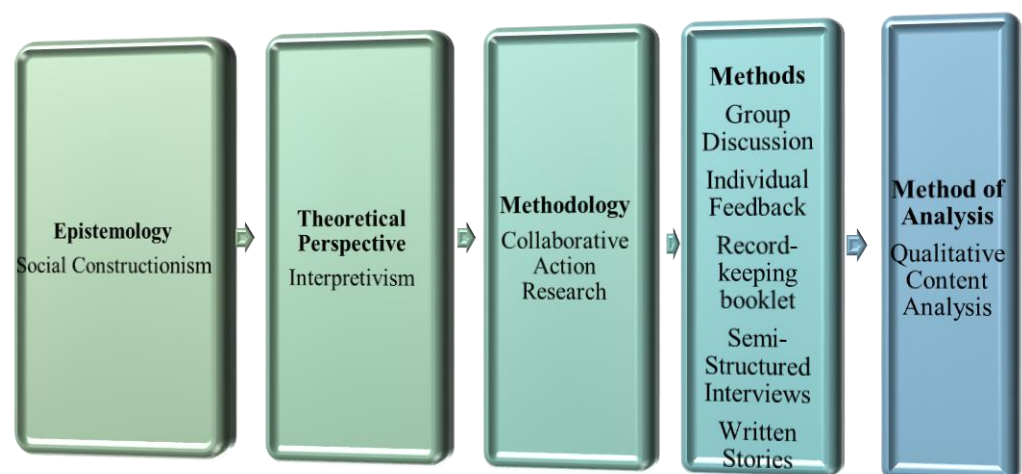 Epistemology
Social Constructionism
Theoretical
Perspective
Interpretivism
Methodology
Collaborative
Action
Research
Methods
Group
Discussion
Individual
Feedback
Record-
keeping
booklet
Semi-
Structured
Interviews
Written
Stories
Method of
Analysis
Qualitative
Content
Analysis